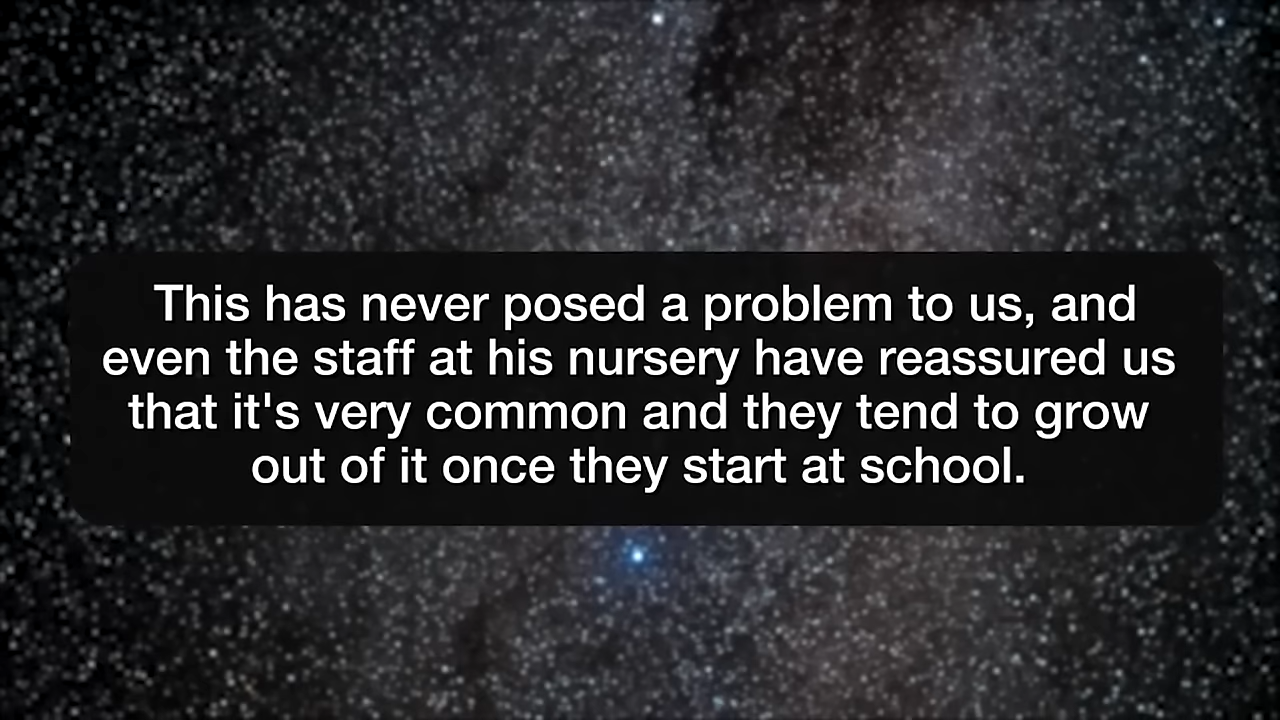 This has never posed a problem to us, and
even the staff at his nursery have reassured us
that it's very common and they tend to grow
out of it once they start at school.